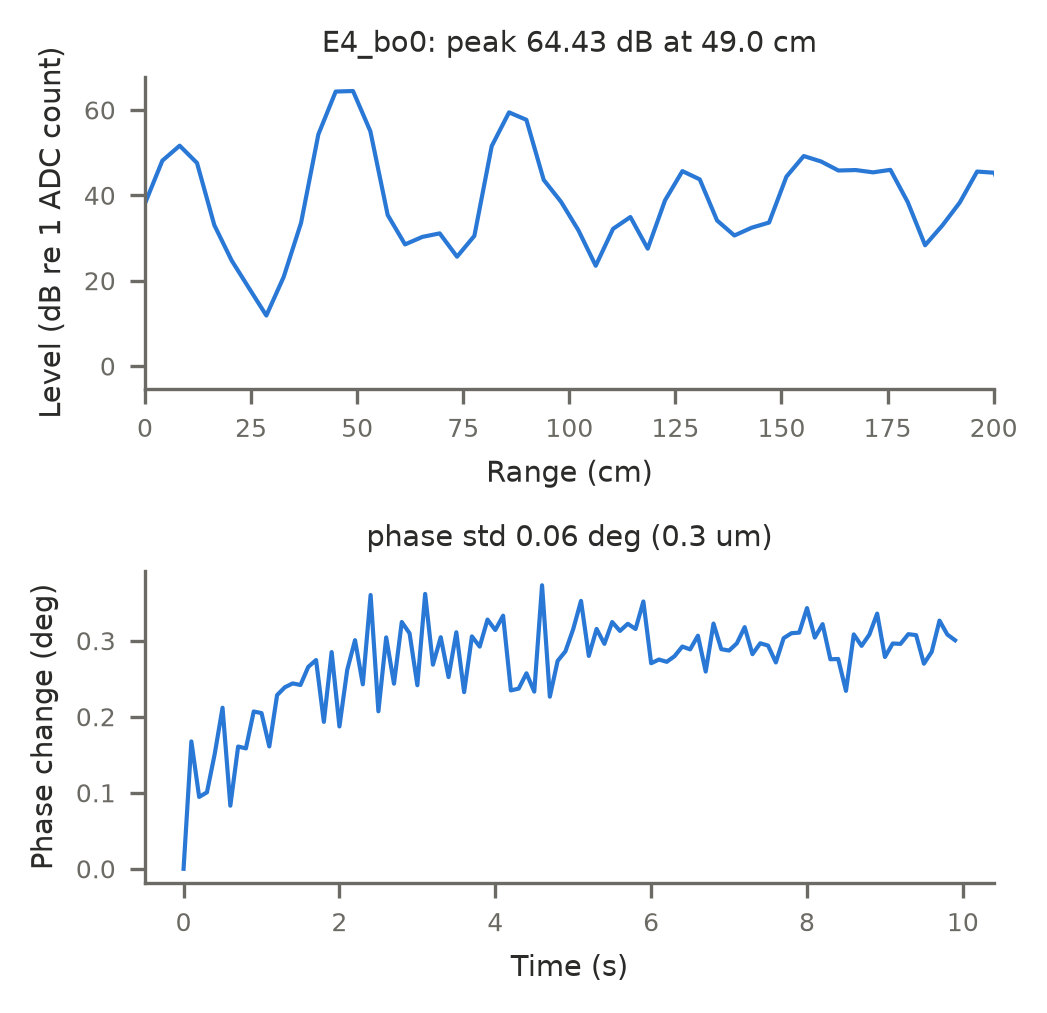 E4_bo0: peak 64.43 dB at 49.0 cm
Level (dB re 1 ADC count)
60
40
20
0
0 25 50 75 100 125 150 175 200
Range (cm)
phase std 0.06 deg (0.3 um)
Phase change (deg)
0.3
0.2
0.1
0.0
0 2 4 6 8 10
Time (s)